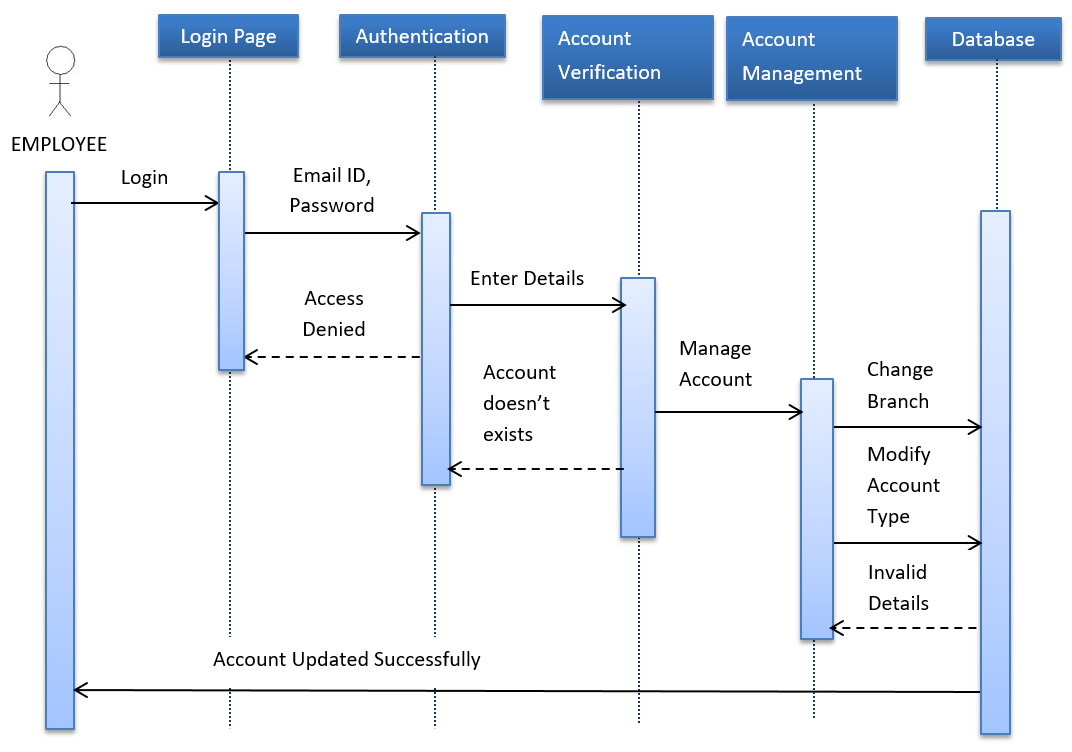 Login Page
Authentication
Account
Verification
Account
Management
Database
EMPLOYEE
Login
Email ID,
Password
Enter Details
Access
Denied
Manage
Account
Account
doesn't
exists
Change
Branch
Modify
Account
Type
Invalid
Details
Account Updated Successfully